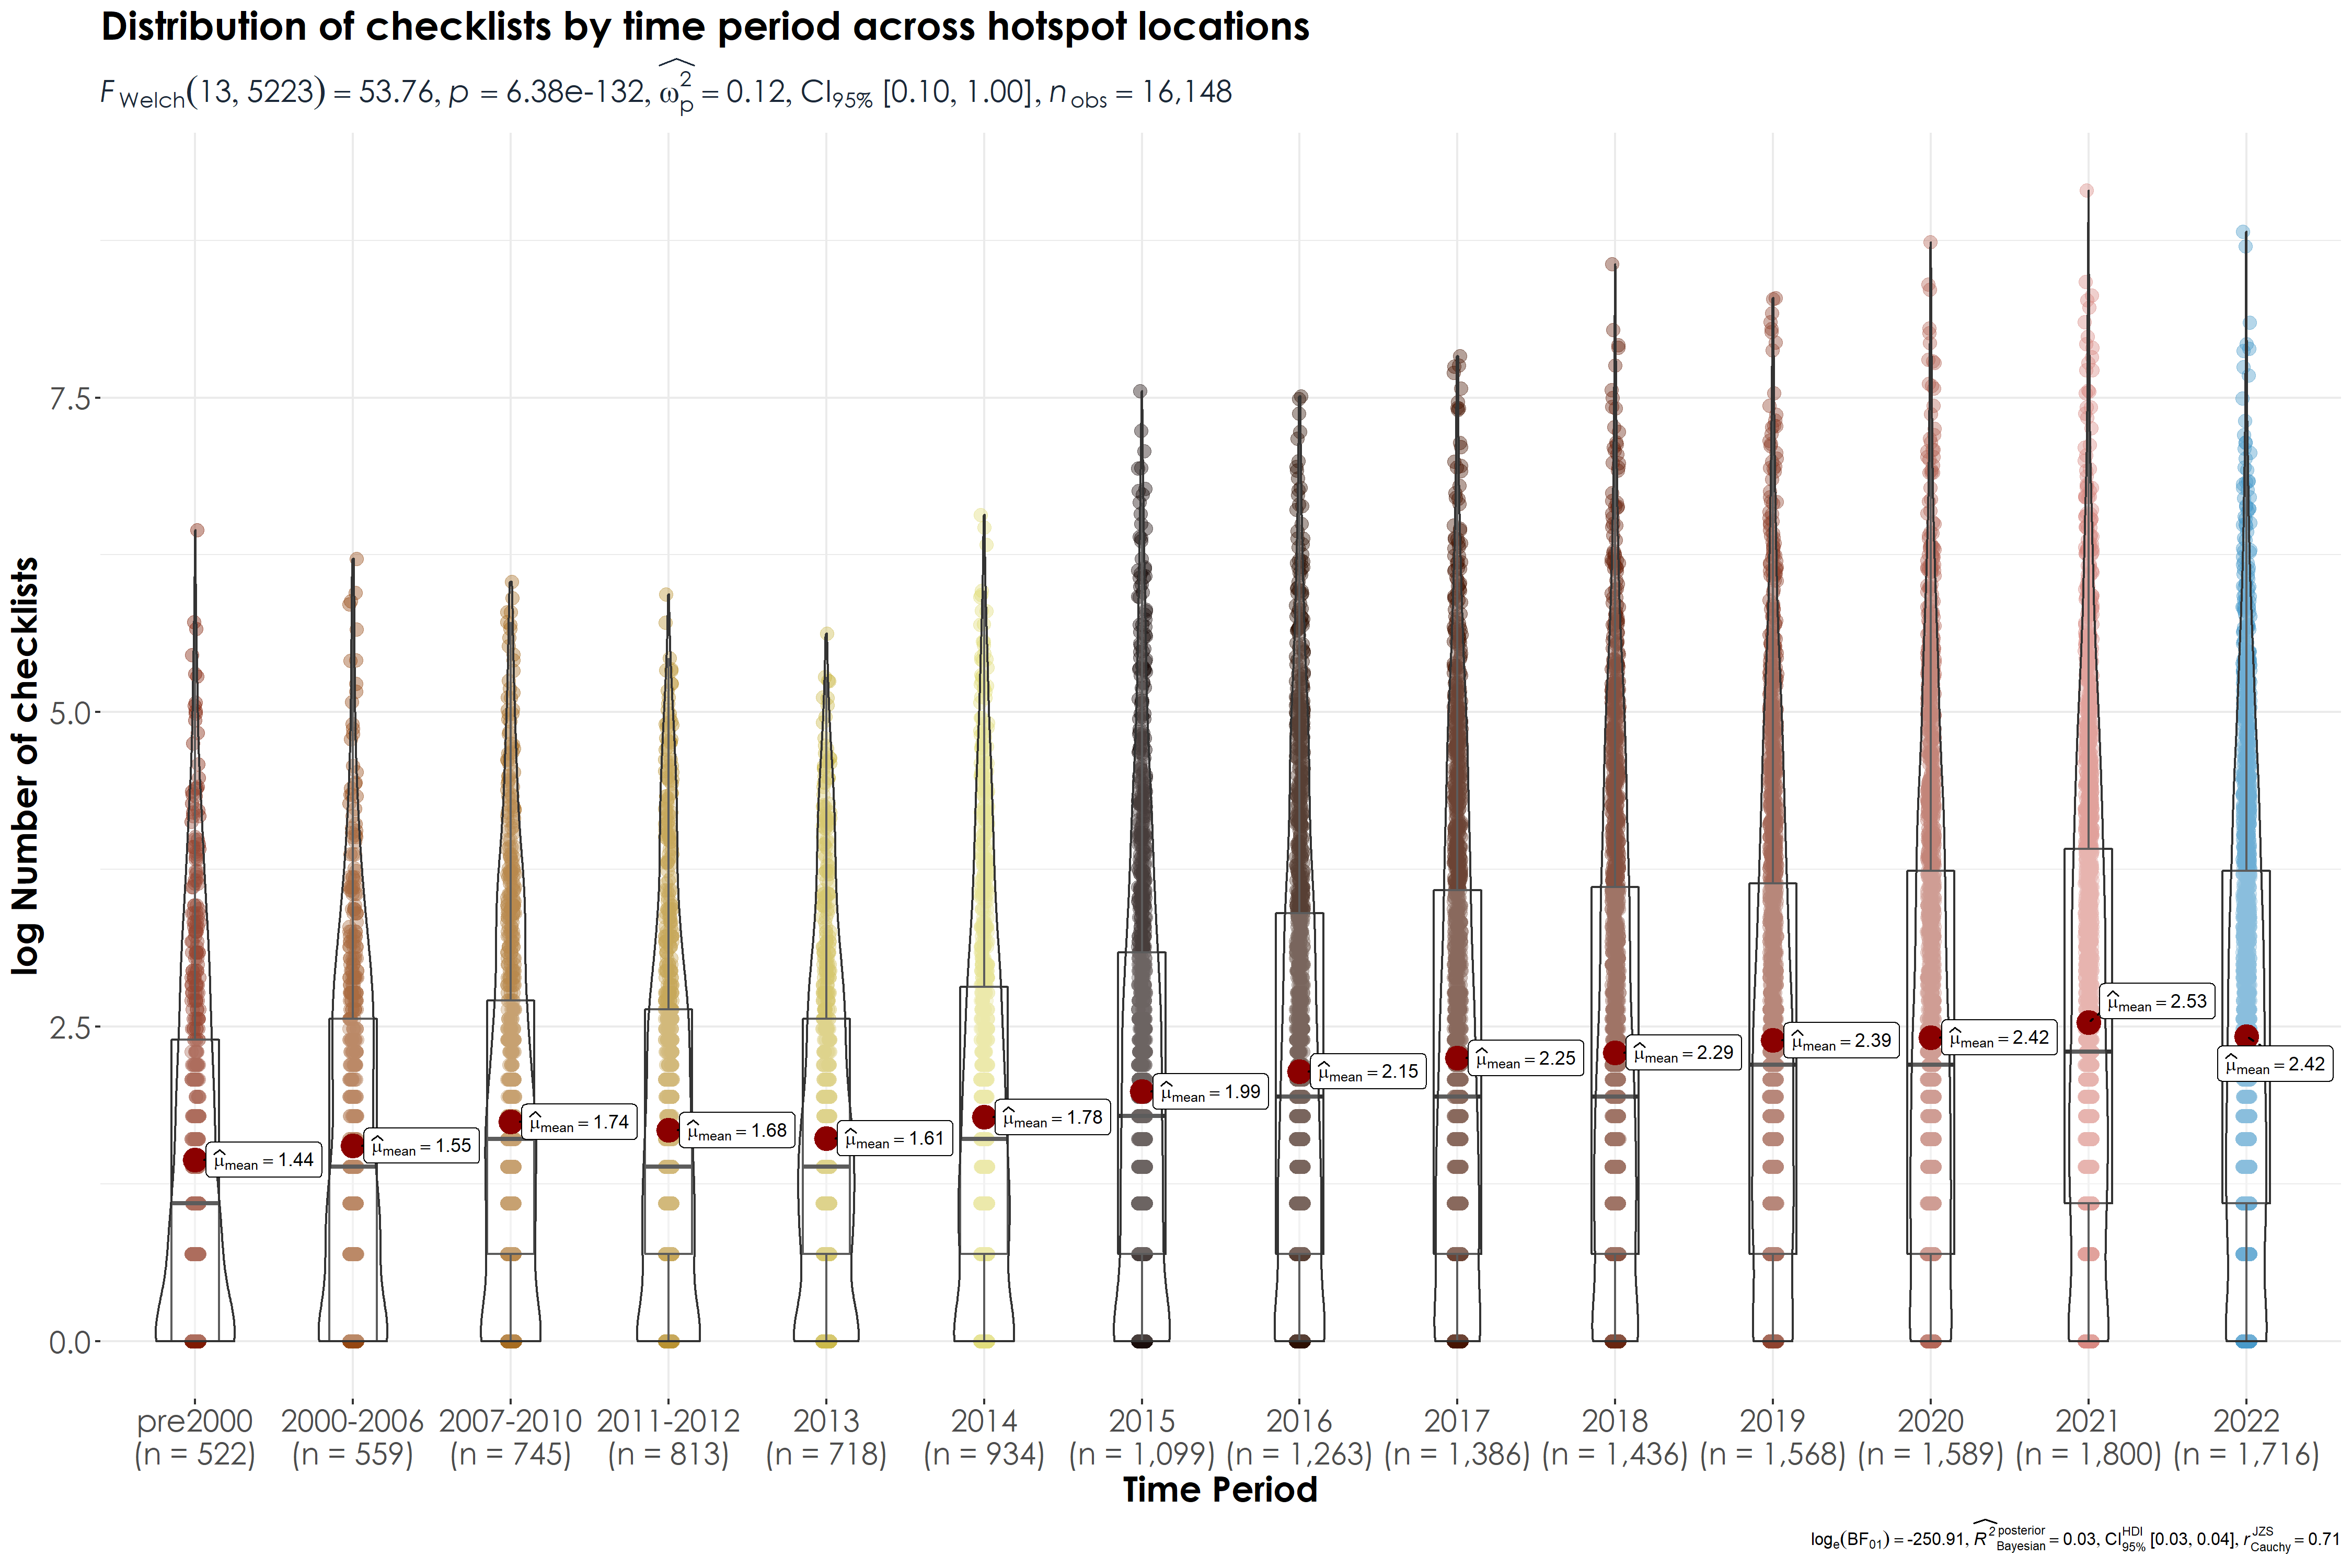 Distribution of checklists by time period across hotspot locations
F Welch (13, 5223) = 53.76, p = 6.38e-132, ω̂²p = 0.12, CI95% [0.10, 1.00], n obs = 16,148
log Number of checklists
7.5
5.0
2.5
0.0
μ̂mean = 1.44
μ̂mean = 1.55
μ̂mean = 1.74
μ̂mean = 1.68
μ̂mean = 1.61
μ̂mean = 1.78
μ̂mean = 1.99
μ̂mean = 2.15
μ̂mean = 2.25
μ̂mean = 2.29
μ̂mean = 2.39
μ̂mean = 2.42
μ̂mean = 2.53
μ̂mean = 2.42
pre2000 2000-2006 2007-2010 2011-2012 2013 2014 2015 2016 2017 2018 2019 2020 2021 2022
(n = 522) (n = 559) (n = 745) (n = 813) (n = 718) (n = 934) (n = 1,099) (n = 1,263) (n = 1,386) (n = 1,436) (n = 1,568) (n = 1,589) (n = 1,800) (n = 1,716)
Time Period
loge(BF01) = -250.91, R̂² posterior Bayesian = 0.03, CI HDI 95% [0.03, 0.04], r JZS Cauchy = 0.71